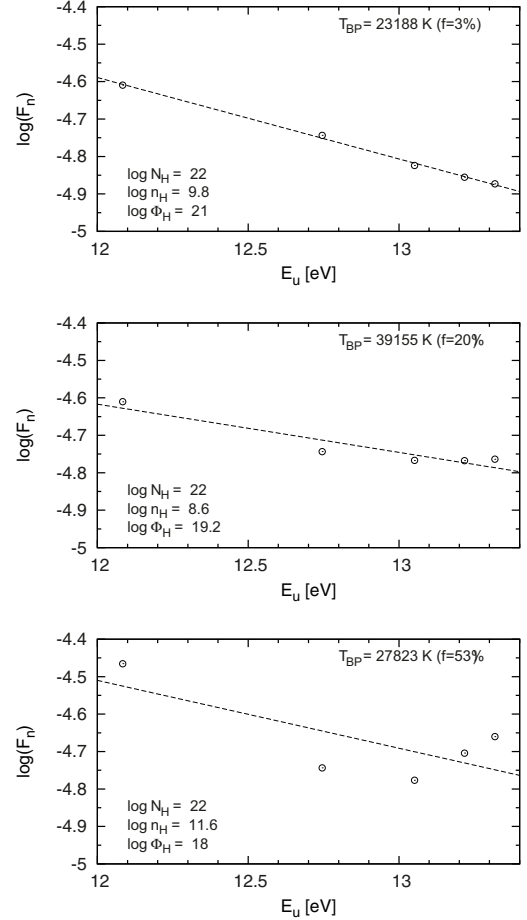 -4.4
T_BP = 23188 K (f=3%)
-4.5
-4.6
log(F_n)
-4.7
-4.8
log N_H = 22
-4.9
log n_H = 9.8
log Φ_H = 21
-5
12 12.5 13
E_u [eV]
-4.4
T_BP = 39155 K (f=20%
-4.5
-4.6
log(F_n)
-4.7
-4.8
log N_H = 22
-4.9
log n_H = 8.6
log Φ_H = 19.2
-5
12 12.5 13
E_u [eV]
-4.4
T_BP = 27823 K (f=53%
-4.5
-4.6
log(F_n)
-4.7
-4.8
log N_H = 22
-4.9
log n_H = 11.6
log Φ_H = 18
-5
12 12.5 13
E_u [eV]